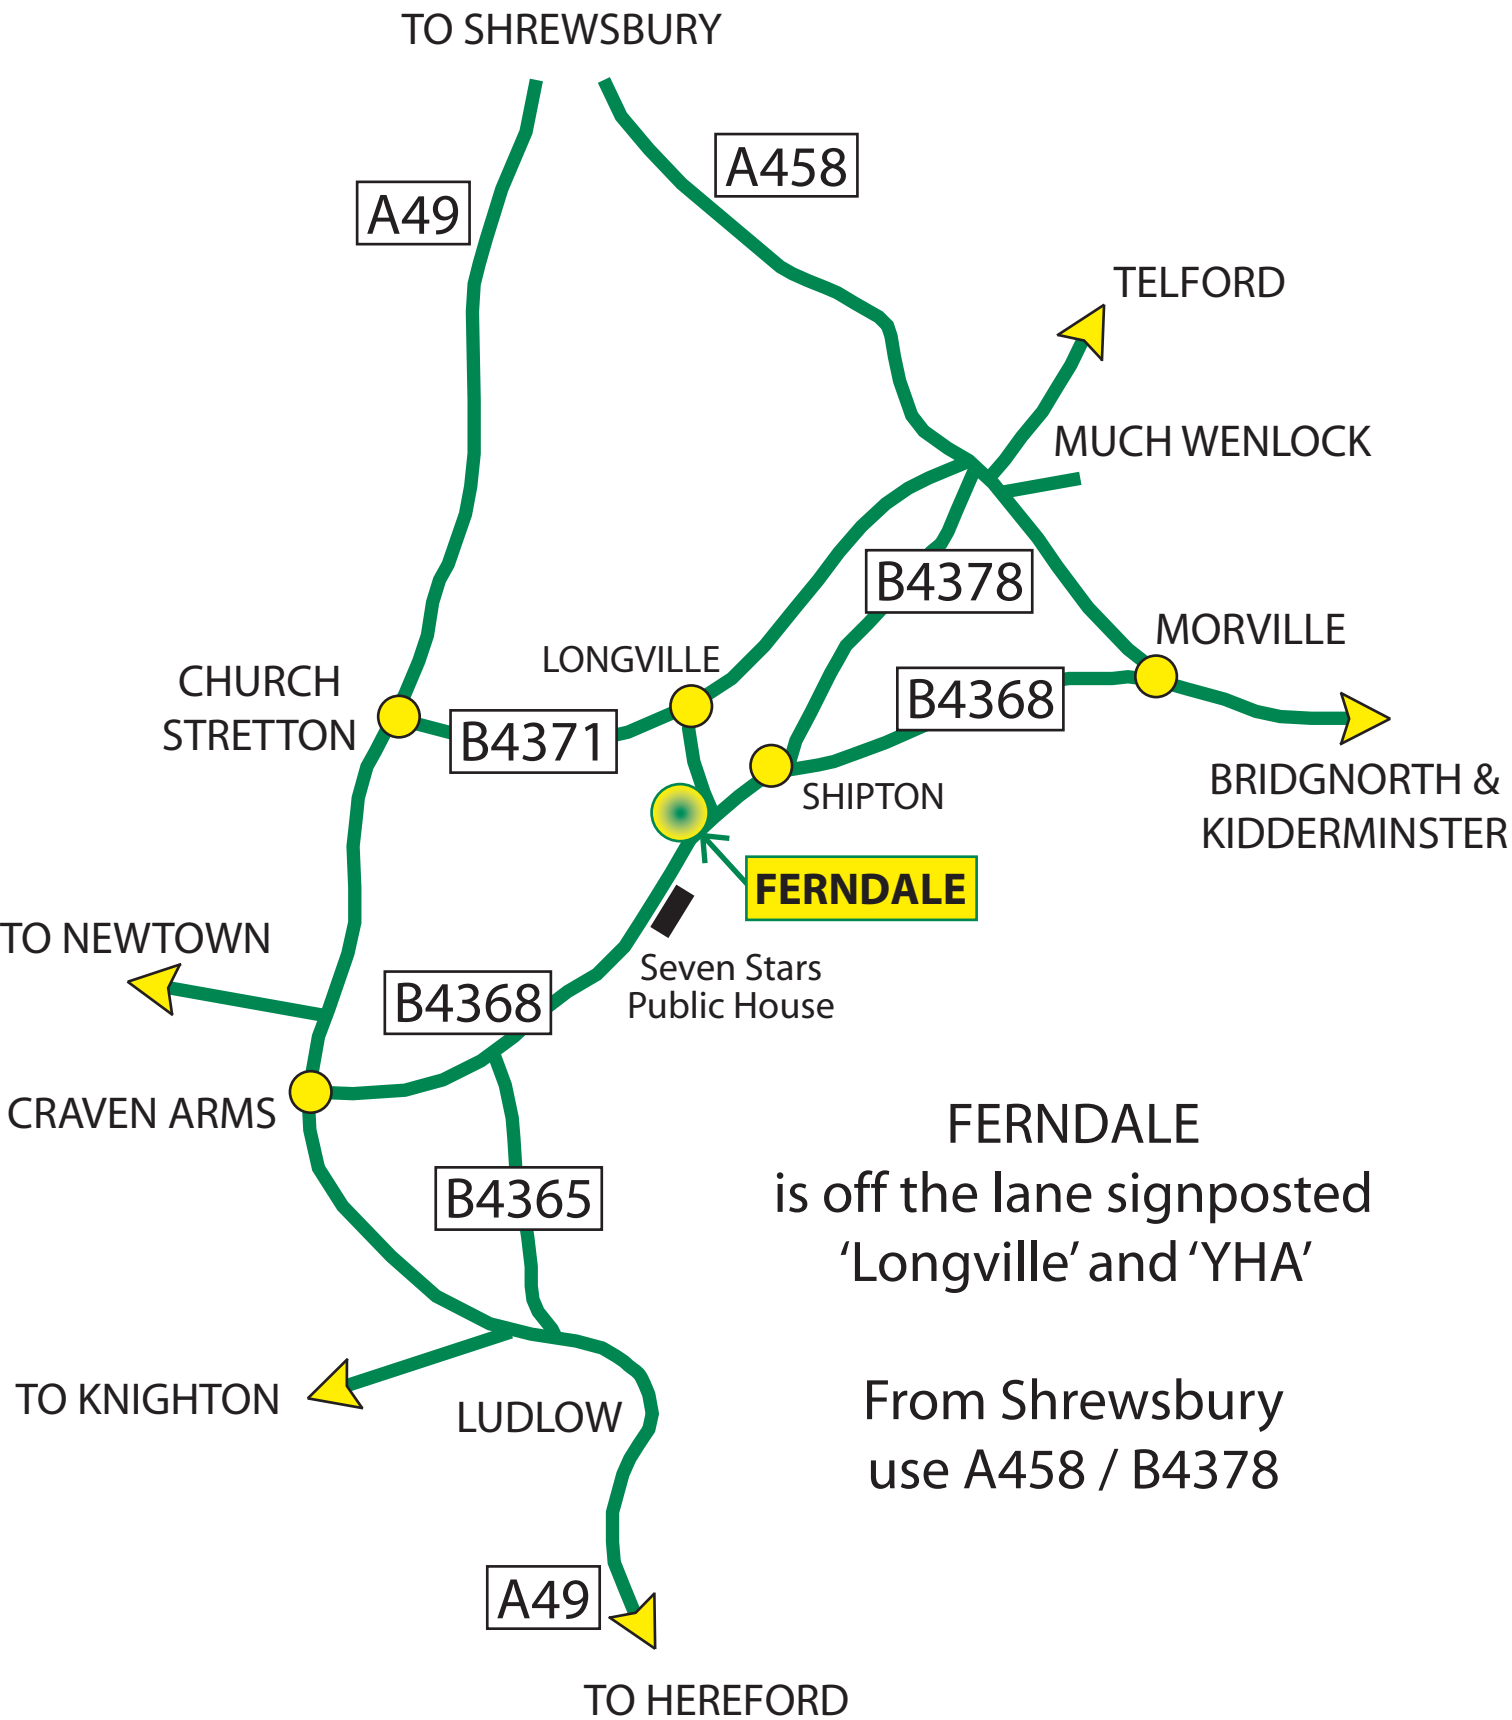 TO SHREWSBURY
A458
A49
TELFORD
MUCH WENLOCK
B4378
MORVILLE
LONGVILLE
CHURCH
STRETTON
B4368
B4371
SHIPTON
BRIDGNORTH &
KIDDERMINSTER
FERNDALE
TO NEWTOWN
Seven Stars
Public House
B4368
CRAVEN ARMS
B4365
FERNDALE
is off the lane signposted
‘Longville’ and ‘YHA’
TO KNIGHTON
LUDLOW
From Shrewsbury
use A458 / B4378
A49
TO HEREFORD